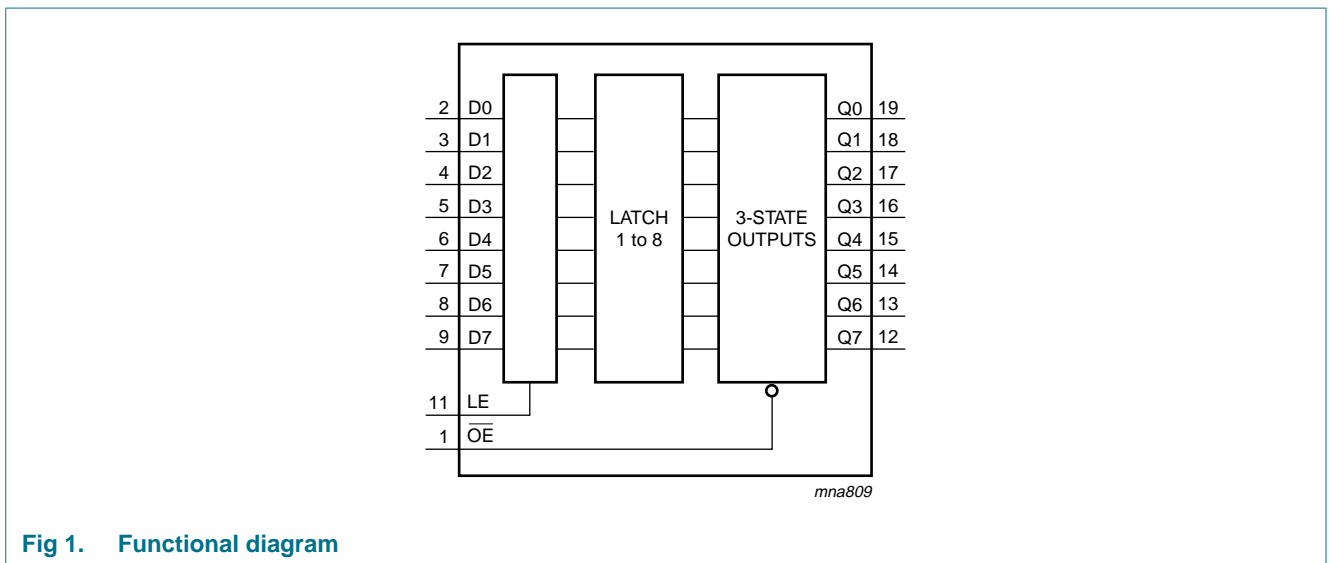 2 D0 Q0 19
3 D1 Q1 18
4 D2 Q2 17
5 D3 Q3 16
6 D4 Q4 15
7 D5 Q5 14
8 D6 Q6 13
9 D7 Q7 12
LATCH
1 to 8
3-STATE
OUTPUTS
11 LE
1 O̅E̅
mna809
Fig 1. Functional diagram